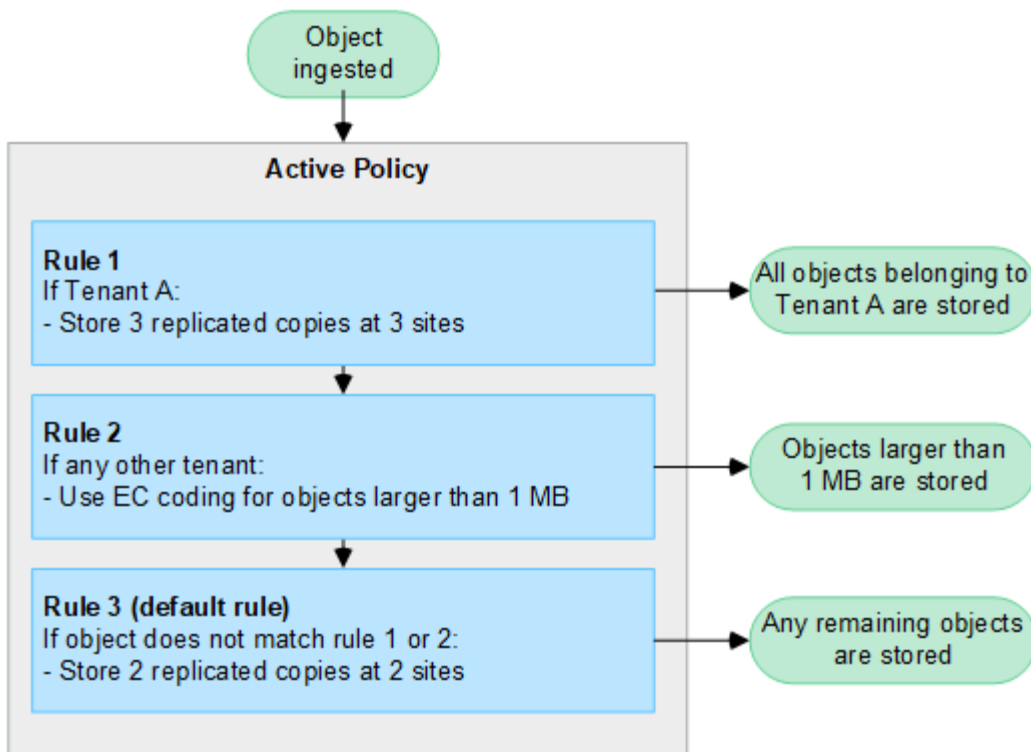 Object
ingested
Active Policy
Rule 1
If Tenant A:
- Store 3 replicated copies at 3 sites
All objects belonging to
Tenant A are stored
Rule 2
If any other tenant:
- Use EC coding for objects larger than 1 MB
Objects larger than
1 MB are stored
Rule 3 (default rule)
If object does not match rule 1 or 2:
- Store 2 replicated copies at 2 sites
Any remaining objects
are stored